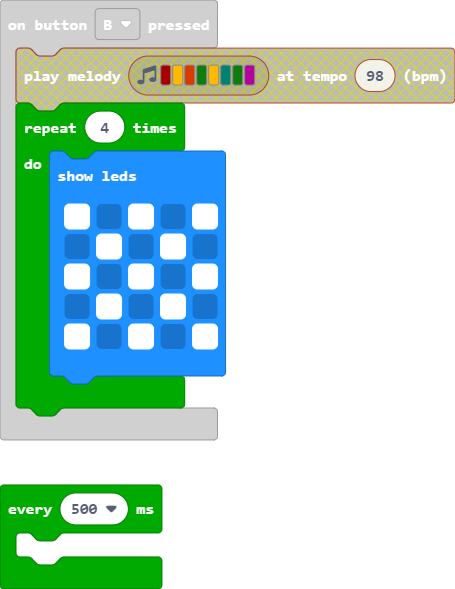 on button B pressed
play melody at tempo 98 (bpm)
repeat 4 times
do
show leds
every 500 ms